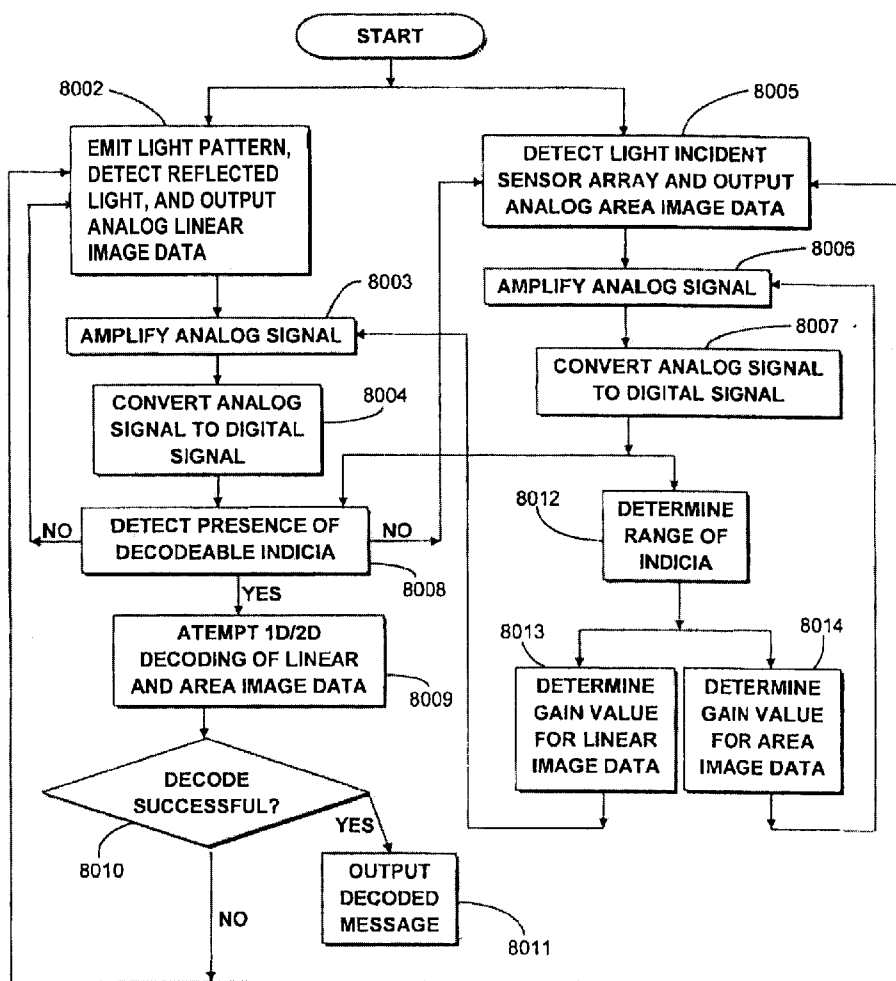 START
8002
EMIT LIGHT PATTERN,
DETECT REFLECTED
LIGHT, AND OUTPUT
ANALOG LINEAR
IMAGE DATA
8005
DETECT LIGHT INCIDENT
SENSOR ARRAY AND OUTPUT
ANALOG AREA IMAGE DATA
8003
AMPLIFY ANALOG SIGNAL
8006
AMPLIFY ANALOG SIGNAL
8004
CONVERT ANALOG
SIGNAL TO DIGITAL
SIGNAL
8007
CONVERT ANALOG SIGNAL
TO DIGITAL SIGNAL
NO
DETECT PRESENCE OF
DECODEABLE INDICIA
NO
8008
YES
8012
DETERMINE
RANGE OF
INDICIA
ATEMPT 1D/2D
DECODING OF LINEAR
AND AREA IMAGE DATA
8009
8013
DETERMINE
GAIN VALUE
FOR LINEAR
IMAGE DATA
8014
DETERMINE
GAIN VALUE
FOR AREA
IMAGE DATA
DECODE
SUCCESSFUL?
8010
YES
OUTPUT
DECODED
MESSAGE
8011
NO